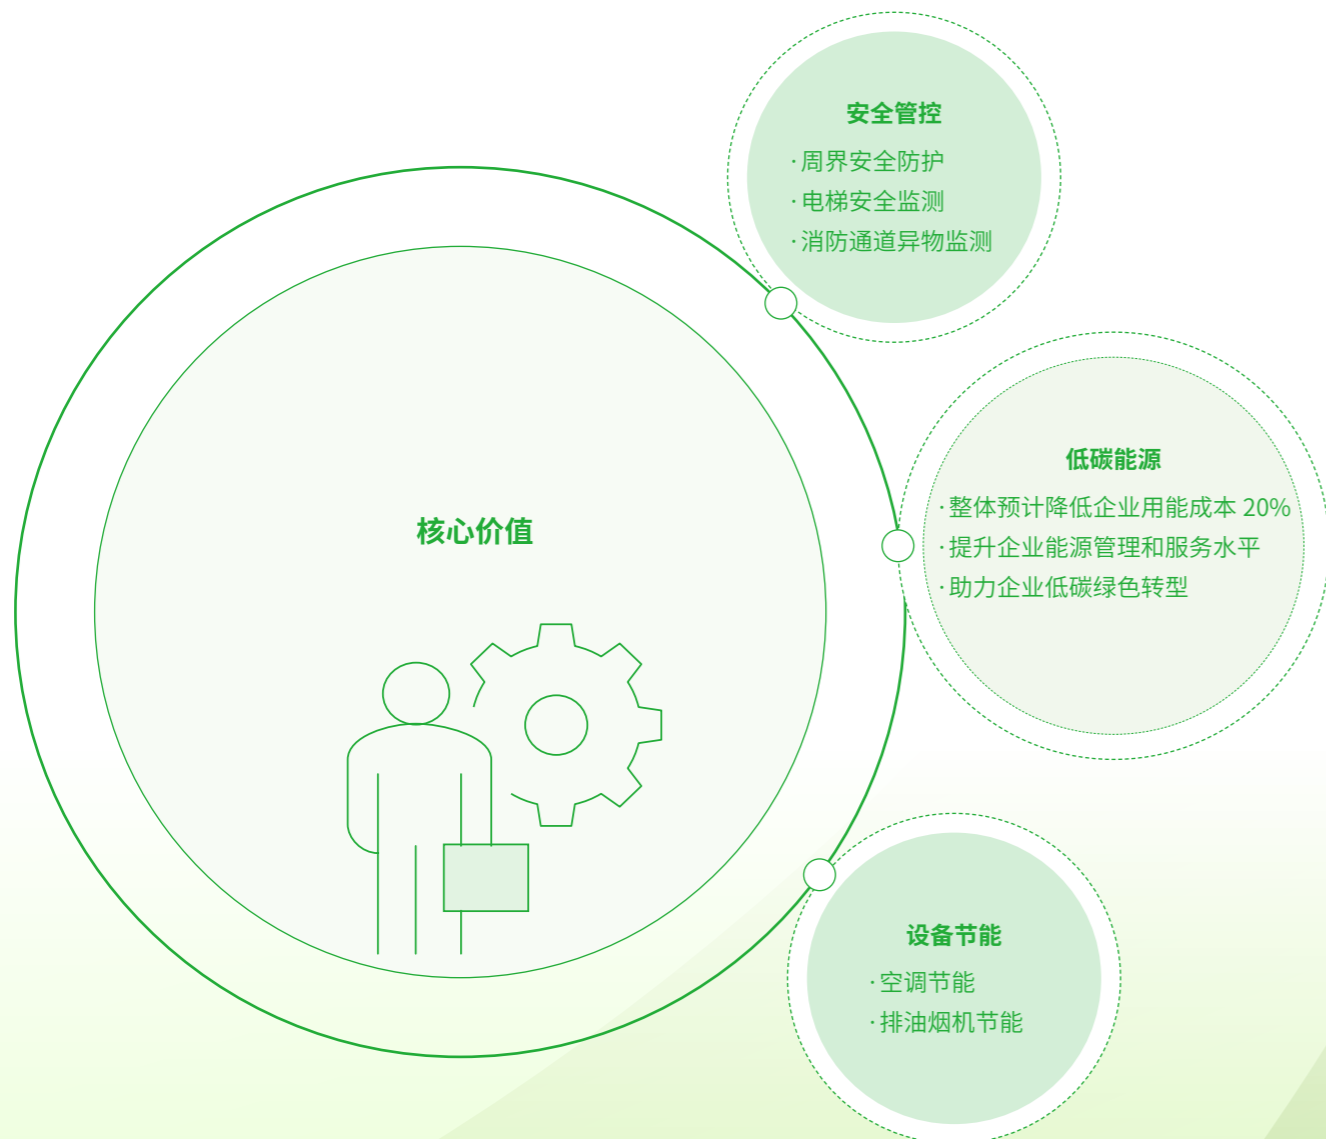 安全管控
·周界安全防护
·电梯安全监测
·消防通道异物监测
核心价值
低碳能源
·整体预计降低企业用能成本 20%
·提升企业能源管理和服务水平
·助力企业低碳绿色转型
设备节能
·空调节能
·排油烟机节能